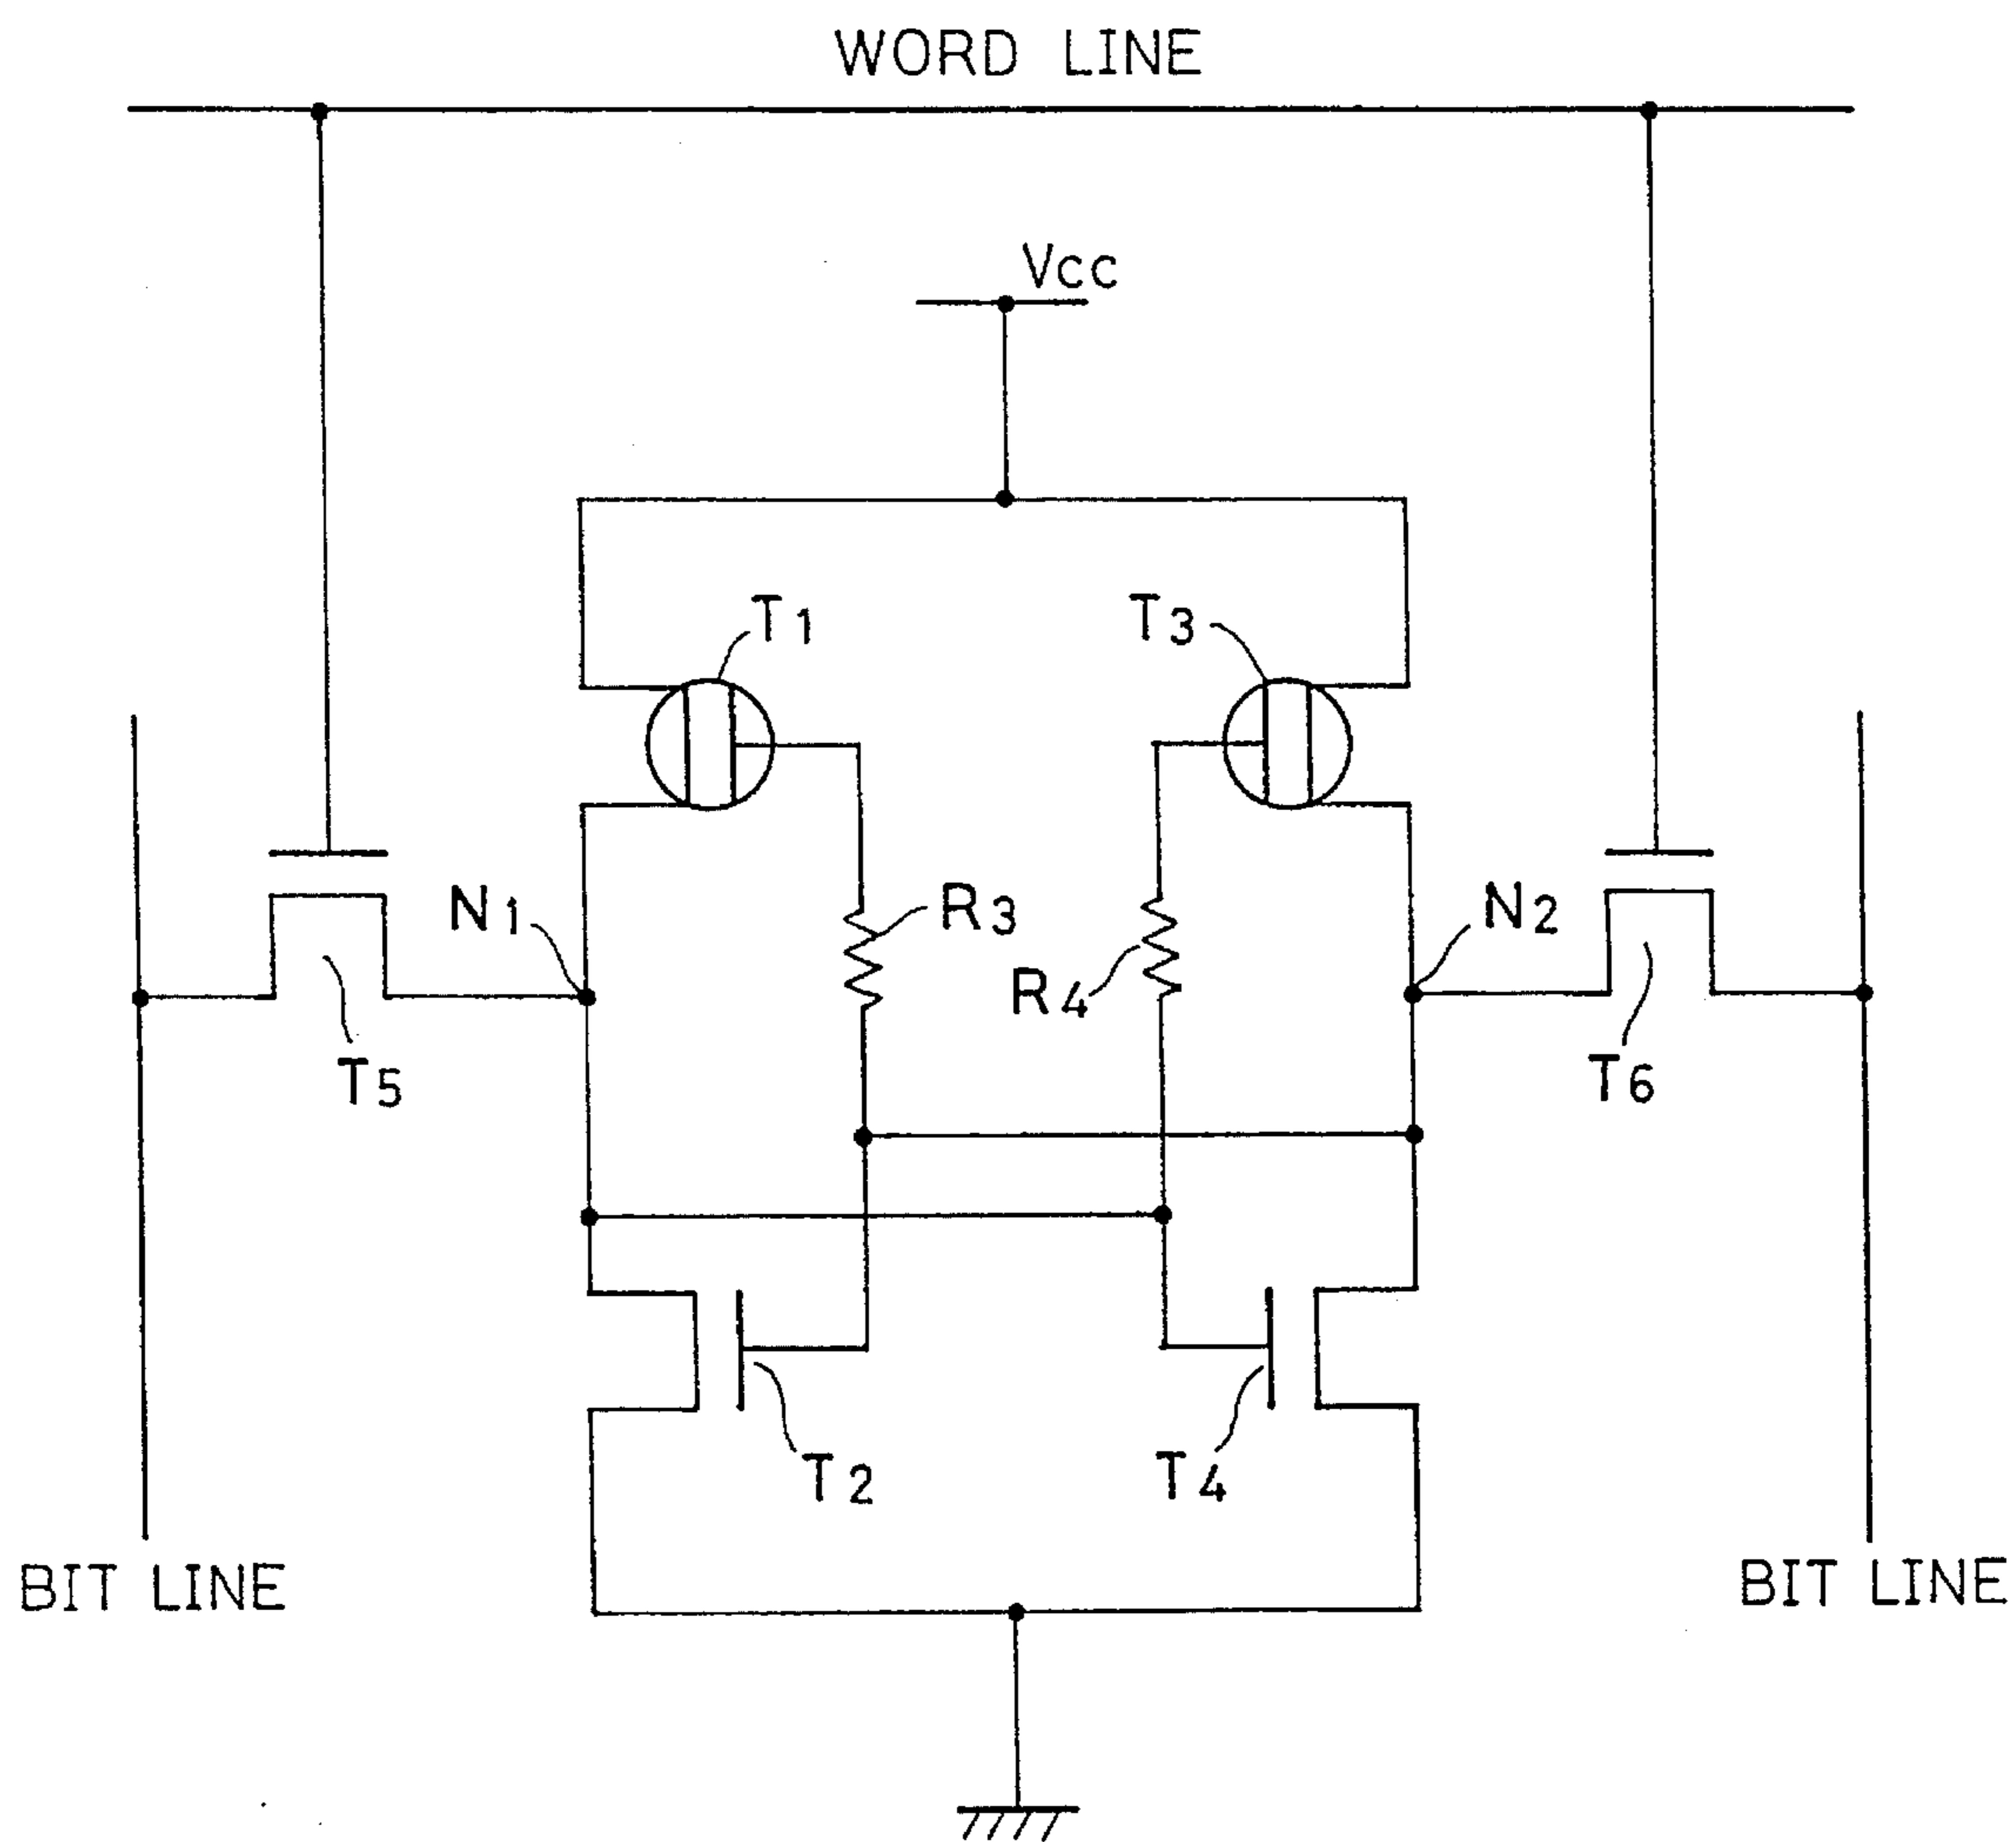 WORD LINE
Vcc
T1
T3
N1
R3
R4
N2
T5
T6
T2
T4
BIT LINE
BIT LINE